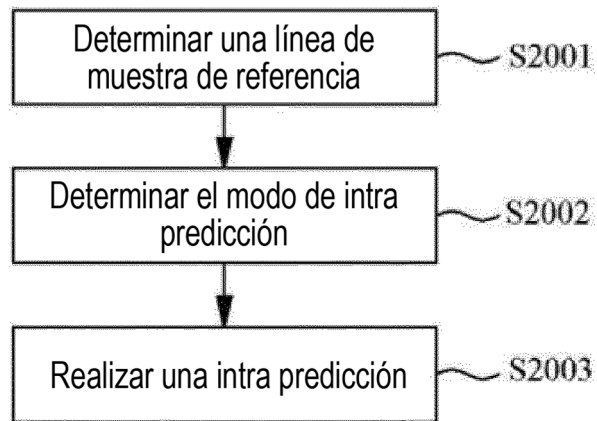 Determinar una línea de
muestra de referencia
S2001
Determinar el modo de intra
predicción
S2002
Realizar una intra predicción
S2003